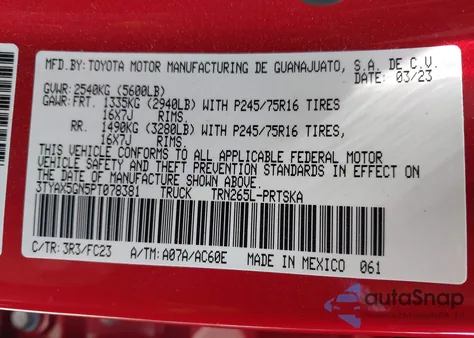 MFD.BY: TOYOTA MOTOR MANUFACTURING DE GUANAJUATO, S.A. DE C.V.
DATE: 03/23
GVWR: 2540KG (5600LB)
GAWR: FRT. 1335KG (2940LB) WITH P245/75R16 TIRES
16X7J RIMS,
RR. 1490KG (3280LB) WITH P245/75R16 TIRES,
16X7J RIMS.
THIS VEHICLE CONFORMS TO ALL APPLICABLE FEDERAL MOTOR
VEHICLE SAFETY AND THEFT PREVENTION STANDARDS IN EFFECT ON
THE DATE OF MANUFACTURE SHOWN ABOVE.
3TYAX5GN5PT078381 TRUCK TRN265L-PRTSKA
C/TR: 3R3/FC23 A/TM: A07A/AC60E MADE IN MEXICO 061
autoSnap